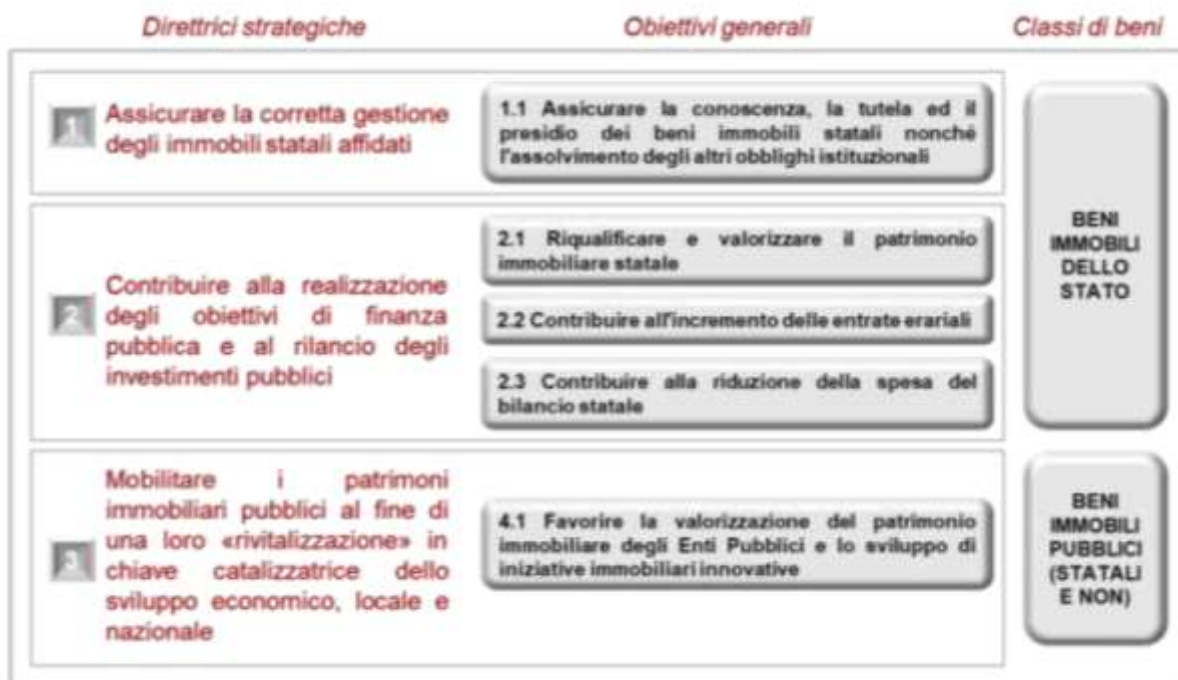 Direttrici strategiche
Obiettivi generali
Classi di beni
1
Assicurare la corretta gestione
degli immobili statali affidati
1.1 Assicurare la conoscenza, la tutela ed il
presidio dei beni immobili statali nonché
l'assolvimento degli altri obblighi istituzionali
2
Contribuire alla realizzazione
degli obiettivi di finanza
pubblica e al rilancio degli
investimenti pubblici
2.1 Riqualificare e valorizzare il patrimonio
immobiliare statale
2.2 Contribuire all'incremento delle entrate erariali
2.3 Contribuire alla riduzione della spesa del
bilancio statale
BENI
IMMOBILI
DELLO
STATO
3
Mobilitare i patrimoni
immobiliari pubblici al fine di
una loro «rivitalizzazione» in
chiave catalizzatrice dello
sviluppo economico, locale e
nazionale
4.1 Favorire la valorizzazione del patrimonio
immobiliare degli Enti Pubblici e lo sviluppo di
iniziative immobiliari innovative
BENI
IMMOBILI
PUBBLICI
(STATALI
E NON)